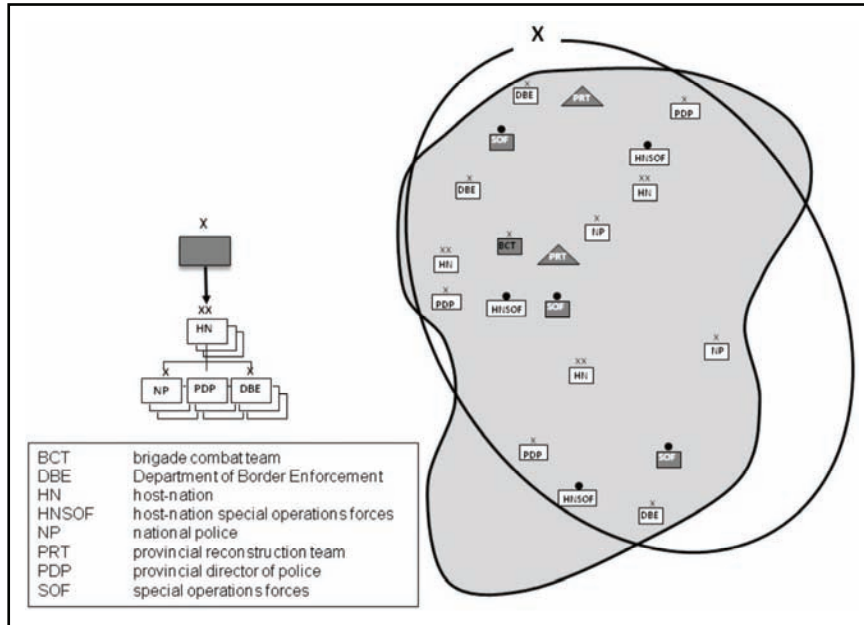 X
X
DBE
PRT
X
PDP
SOF
HNSOF
X
DBE
XX
HN
X
NP
X
BCT
XX
HN
PRT
X
PDP
HNSOF
SOF
X
NP
XX
HN
X
PDP
SOF
HNSOF
X
DBE
X
XX
HN
X X
NP PDP DBE
BCT brigade combat team
DBE Department of Border Enforcement
HN host-nation
HNSOF host-nation special operations forces
NP national police
PRT provincial reconstruction team
PDP provincial director of police
SOF special operations forces